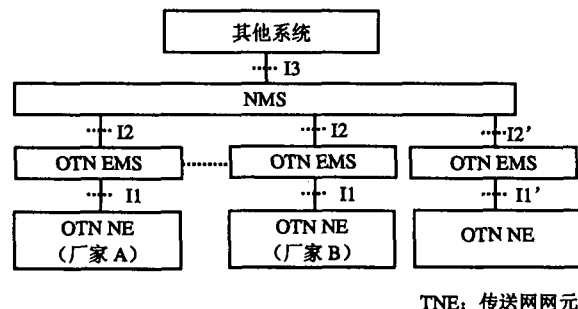 其他系统
I3
NMS
I2 I2 I2’
OTN EMS OTN EMS OTN EMS
I1 I1 I1’
OTN NE OTN NE OTN NE
（厂家 A） （厂家 B）
TNE：传送网网元